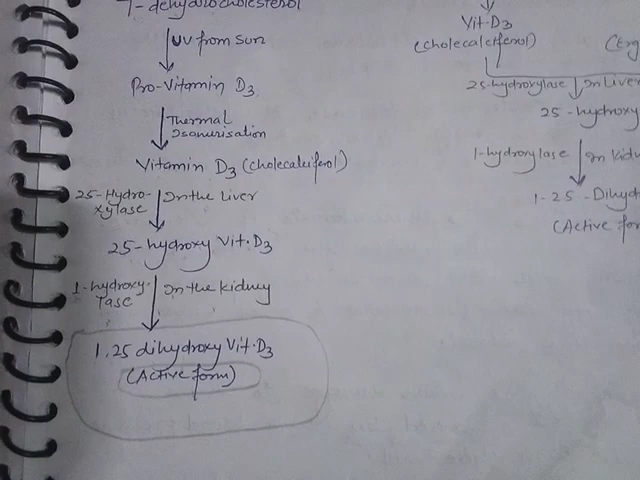 7-dehydrocholesterol
UV from sun
Pro-Vitamin D3
Thermal
Isomerisation
Vitamin D3 (cholecalciferol)
25-Hydro-
xylase
In the Liver
25-hydroxy Vit.D3
1-hydroxy-
lase
In the kidney
1.25 dihydroxy Vit.D3
(Active form)
Vit.D3
(cholecalciferol)
(Erg
25-hydroxylase
In Liver
25-hydroxy
1-hydroxylase
In kid
1-25-Dihyd
(Active for